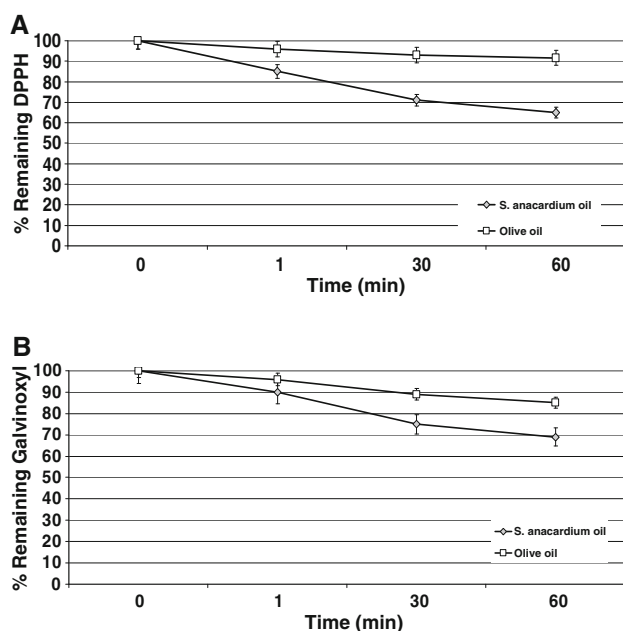 A
% Remaining DPPH
100
90
80
70
60
50
40
30
20
10
0
S. anacardium oil
Olive oil
0 1 30 60
Time (min)
B
% Remaining Galvinoxyl
100
90
80
70
60
50
40
30
20
10
0
S. anacardium oil
Olive oil
0 1 30 60
Time (min)